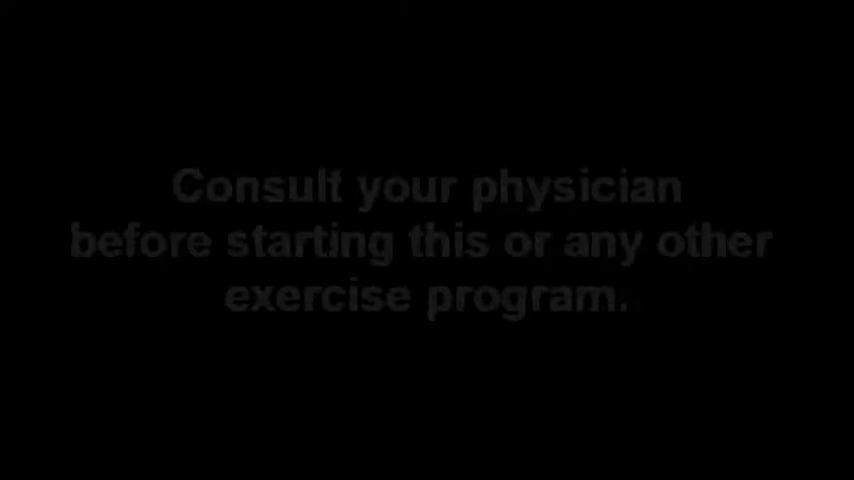 Consult your physician
before starting this or any other
exercise program.